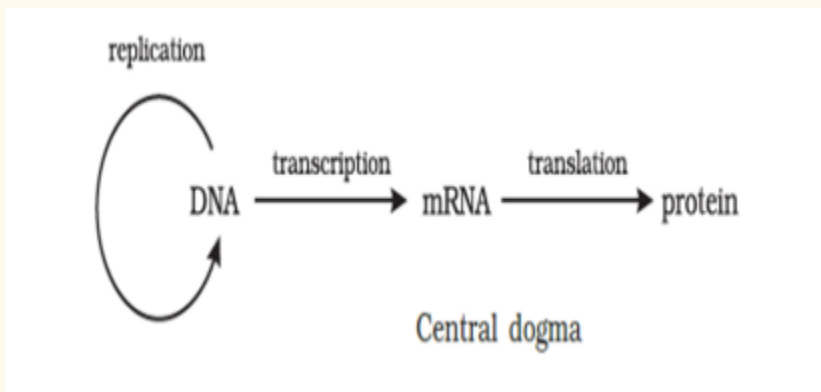 replication
transcription translation
DNA mRNA protein
Central dogma